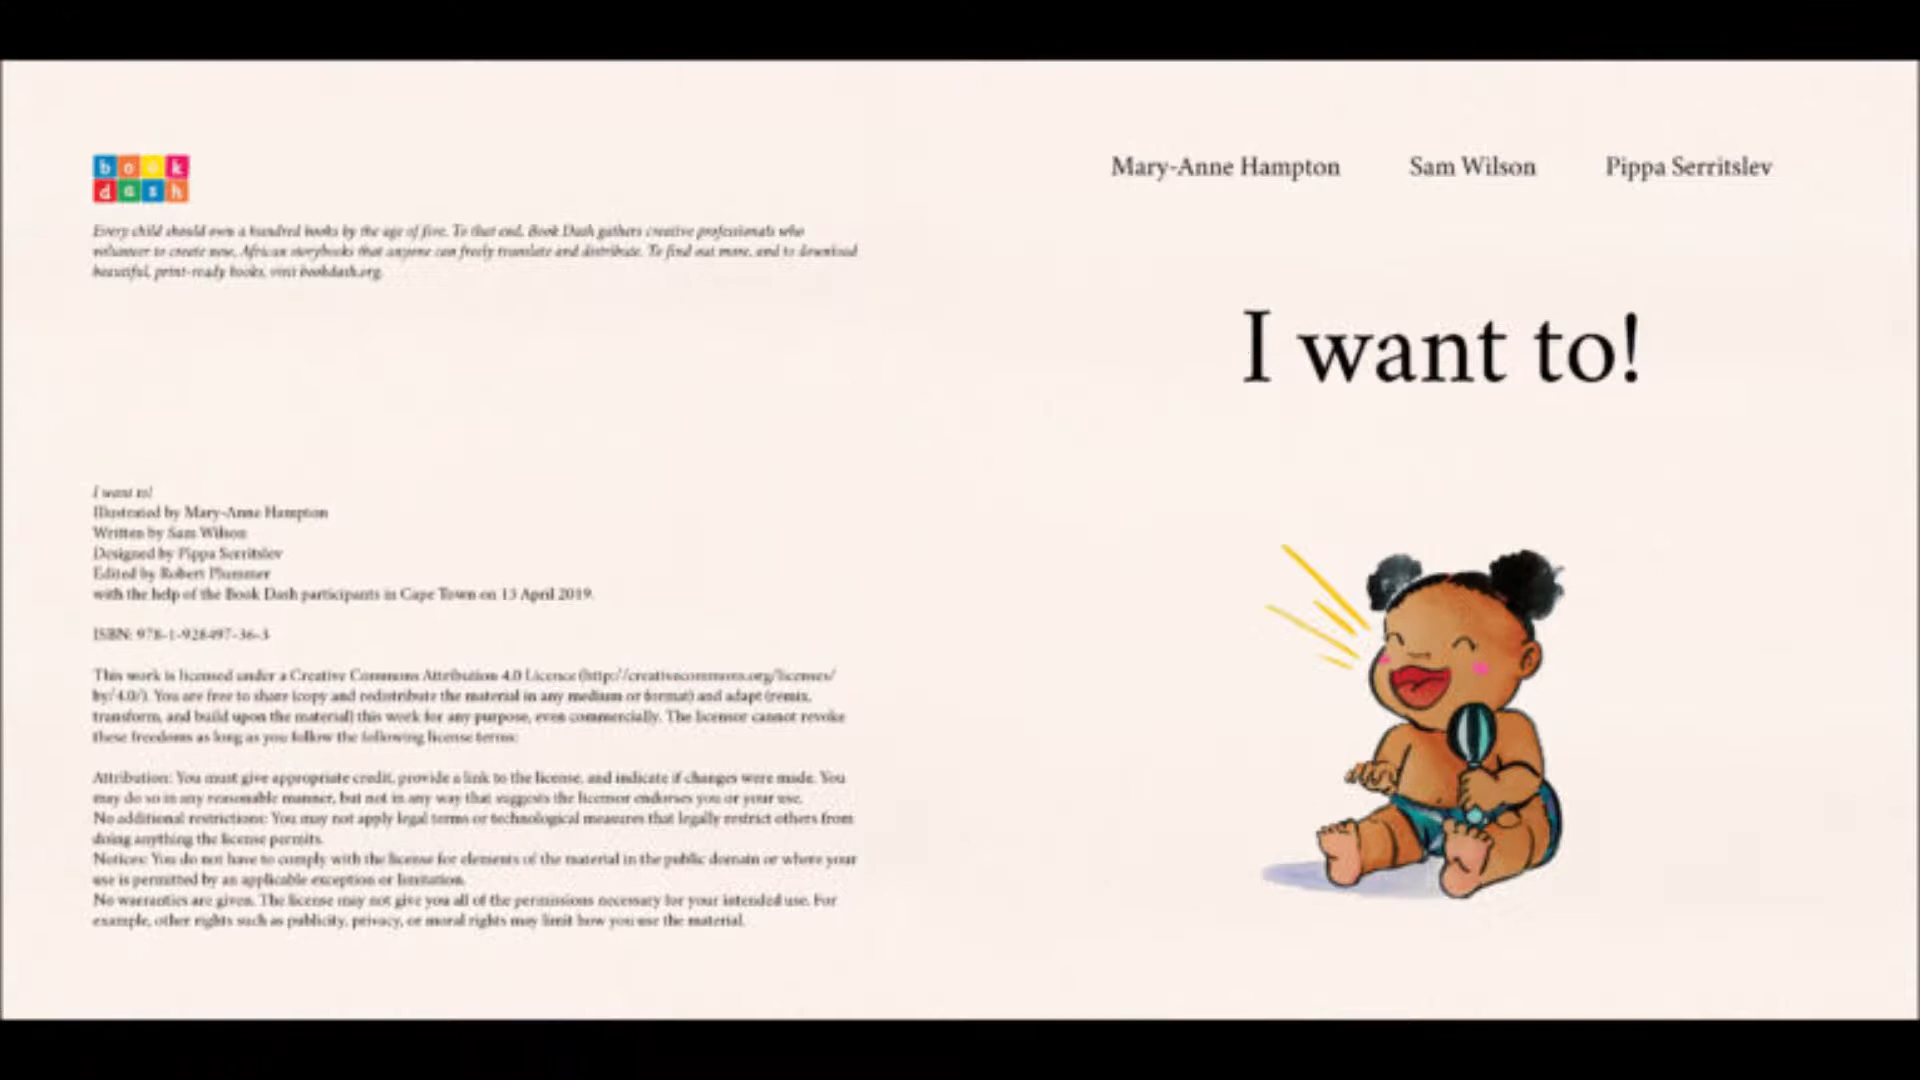 book
dash
Every child should own a hundred books by the age of five. To that end, Book Dash gathers creative professionals who
volunteer to create new, African storybooks that anyone can freely translate and distribute. To find out more, and to download
beautiful, print-ready books, visit bookdash.org.
I want to!
Illustrated by Mary-Anne Hampton
Written by Sam Wilson
Designed by Pippa Serritslev
Edited by Robert Plummer
with the help of the Book Dash participants in Cape Town on 13 April 2019.
ISBN: 978-1-928497-36-3
This work is licensed under a Creative Commons Attribution 4.0 Licence (http://creativecommons.org/licenses/
by/4.0/). You are free to share (copy and redistribute the material in any medium or format) and adapt (remix,
transform, and build upon the material) this work for any purpose, even commercially. The licensor cannot revoke
these freedoms as long as you follow the following license terms:
Attribution: You must give appropriate credit, provide a link to the license, and indicate if changes were made. You
may do so in any reasonable manner, but not in any way that suggests the licensor endorses you or your use.
No additional restrictions: You may not apply legal terms or technological measures that legally restrict others from
doing anything the license permits.
Notices: You do not have to comply with the license for elements of the material in the public domain or where your
use is permitted by an applicable exception or limitation.
No warranties are given. The license may not give you all of the permissions necessary for your intended use. For
example, other rights such as publicity, privacy, or moral rights may limit how you use the material.
Mary-Anne Hampton Sam Wilson Pippa Serritslev
I want to!